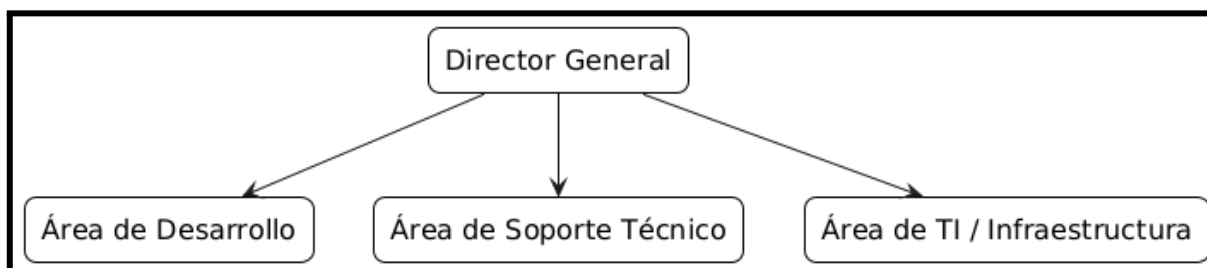 Director General
Área de Desarrollo
Área de Soporte Técnico
Área de TI / Infraestructura